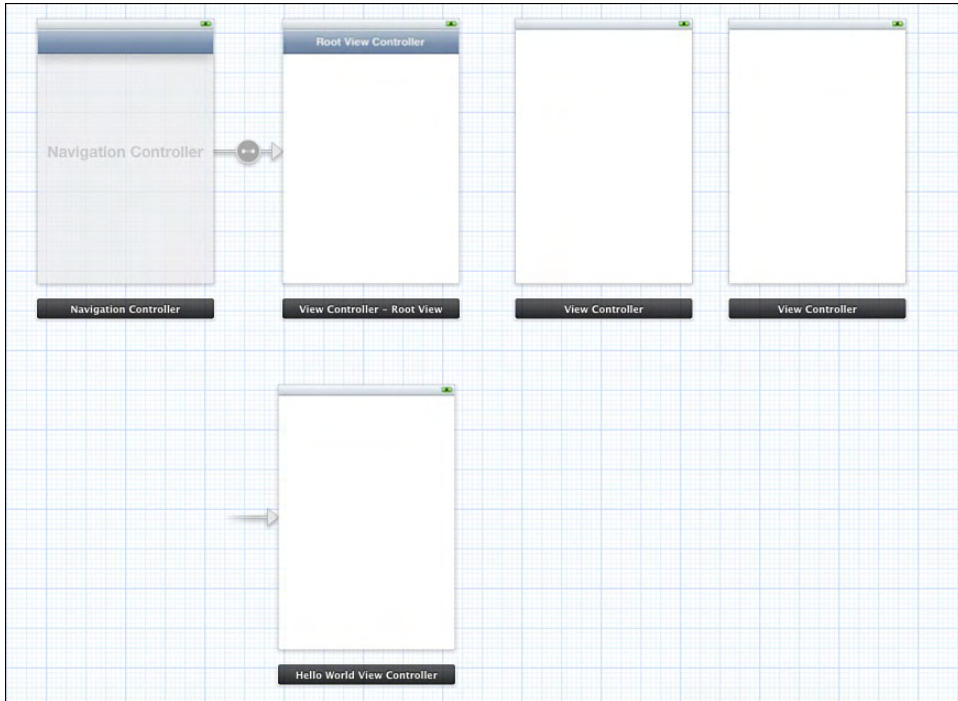 Root View Controller
Navigation Controller
Navigation Controller
View Controller - Root View
View Controller
View Controller
Hello World View Controller